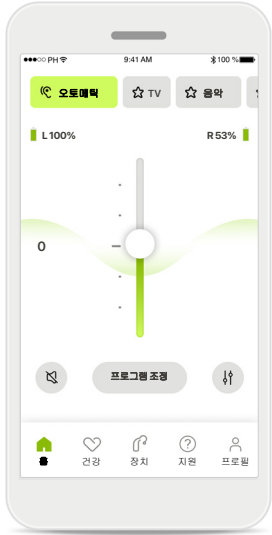 PH 9:41 AM 100 %
오토매틱 TV 음악
L 100% R 53%
0
프로그램 조정
홈 건강 장치 지원 프로필